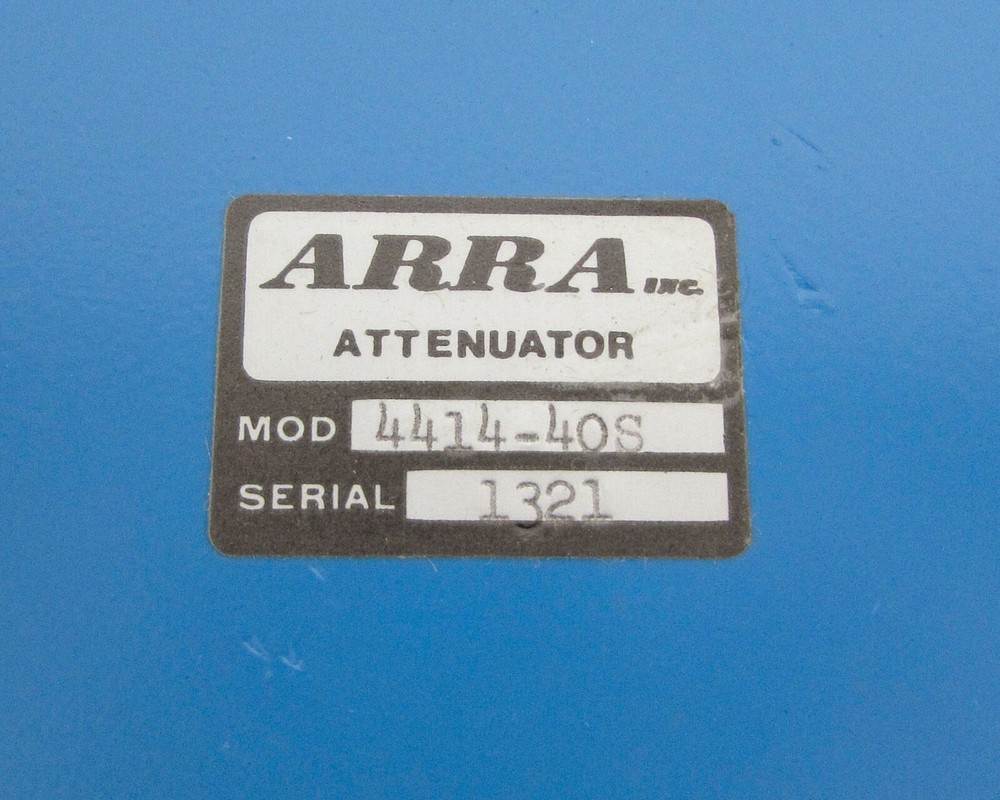 ARRA INC.
ATTENUATOR
MOD 4414-40S
SERIAL 1321